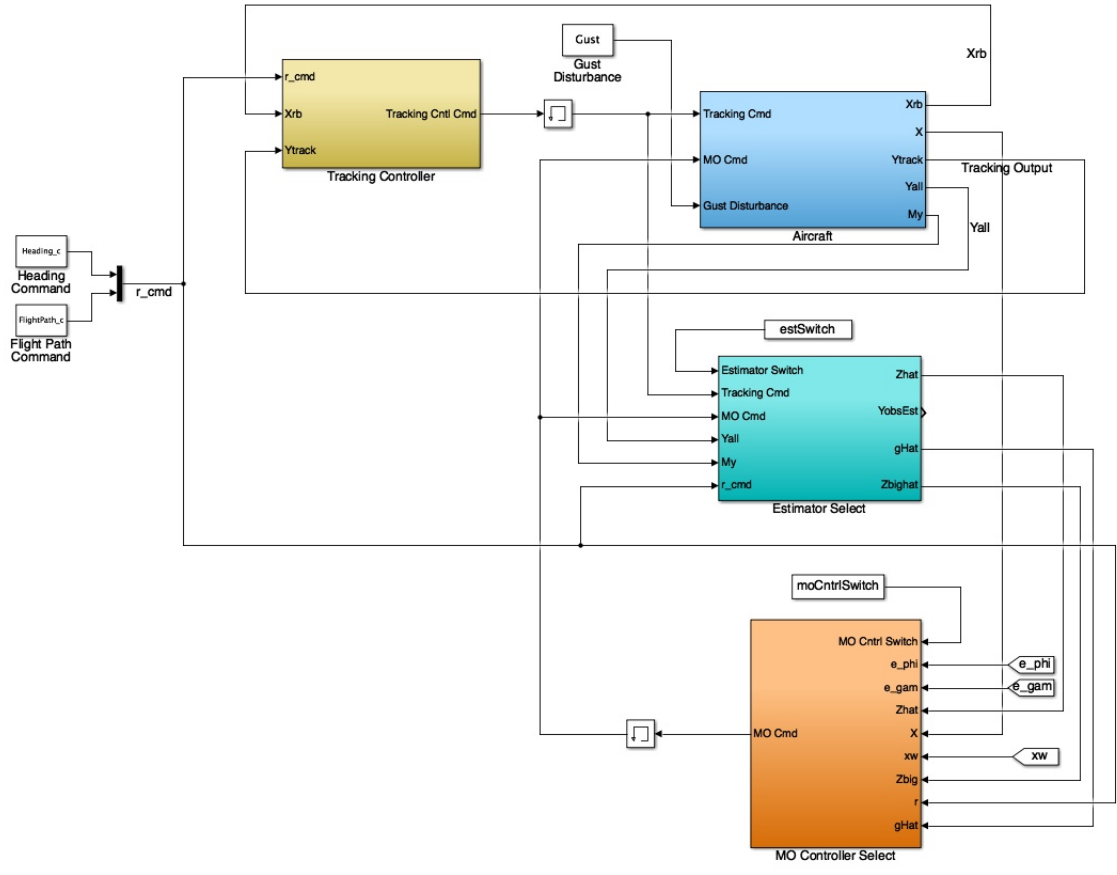 Xrb
r_cmd
Xrb
Ytrack
Tracking Cntl Cmd
Tracking Controller
Gust
Gust
Disturbance
Tracking Cmd
MO Cmd
Gust Disturbance
Xrb
X
Ytrack
Yall
My
Aircraft
Tracking Output
Yall
Heading_c
Heading
Command
FlightPath_c
Flight Path
Command
r_cmd
estSwitch
Estimator Switch
Tracking Cmd
MO Cmd
Yall
My
r_cmd
Zhat
YobsEst
gHat
Zbighat
Estimator Select
moCntrlSwitch
MO Cntrl Switch
e_phi
e_gam
Zhat
X
xw
Zbig
r
gHat
MO Cmd
e_phi
e_gam
xw
MO Controller Select